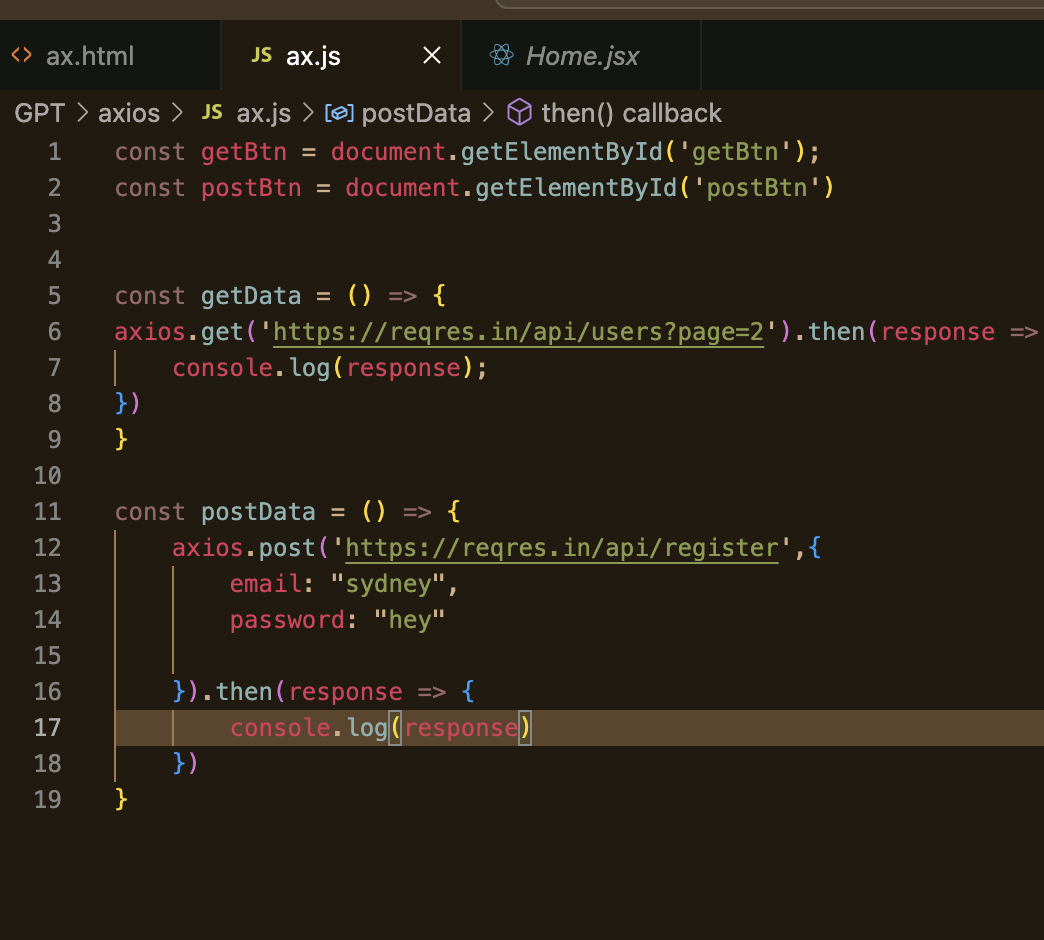 <> ax.html JS ax.js × Home.jsx
GPT > axios > JS ax.js > postData > then() callback
1 const getBtn = document.getElementById('getBtn');
2 const postBtn = document.getElementById('postBtn')
3
4
5 const getData = () => {
6 axios.get('https://reqres.in/api/users?page=2').then(response =>
7     console.log(response);
8 })
9 }
10
11 const postData = () => {
12     axios.post('https://reqres.in/api/register',{
13         email: "sydney",
14         password: "hey"
15
16     }).then(response => {
17         console.log(response)
18     })
19 }